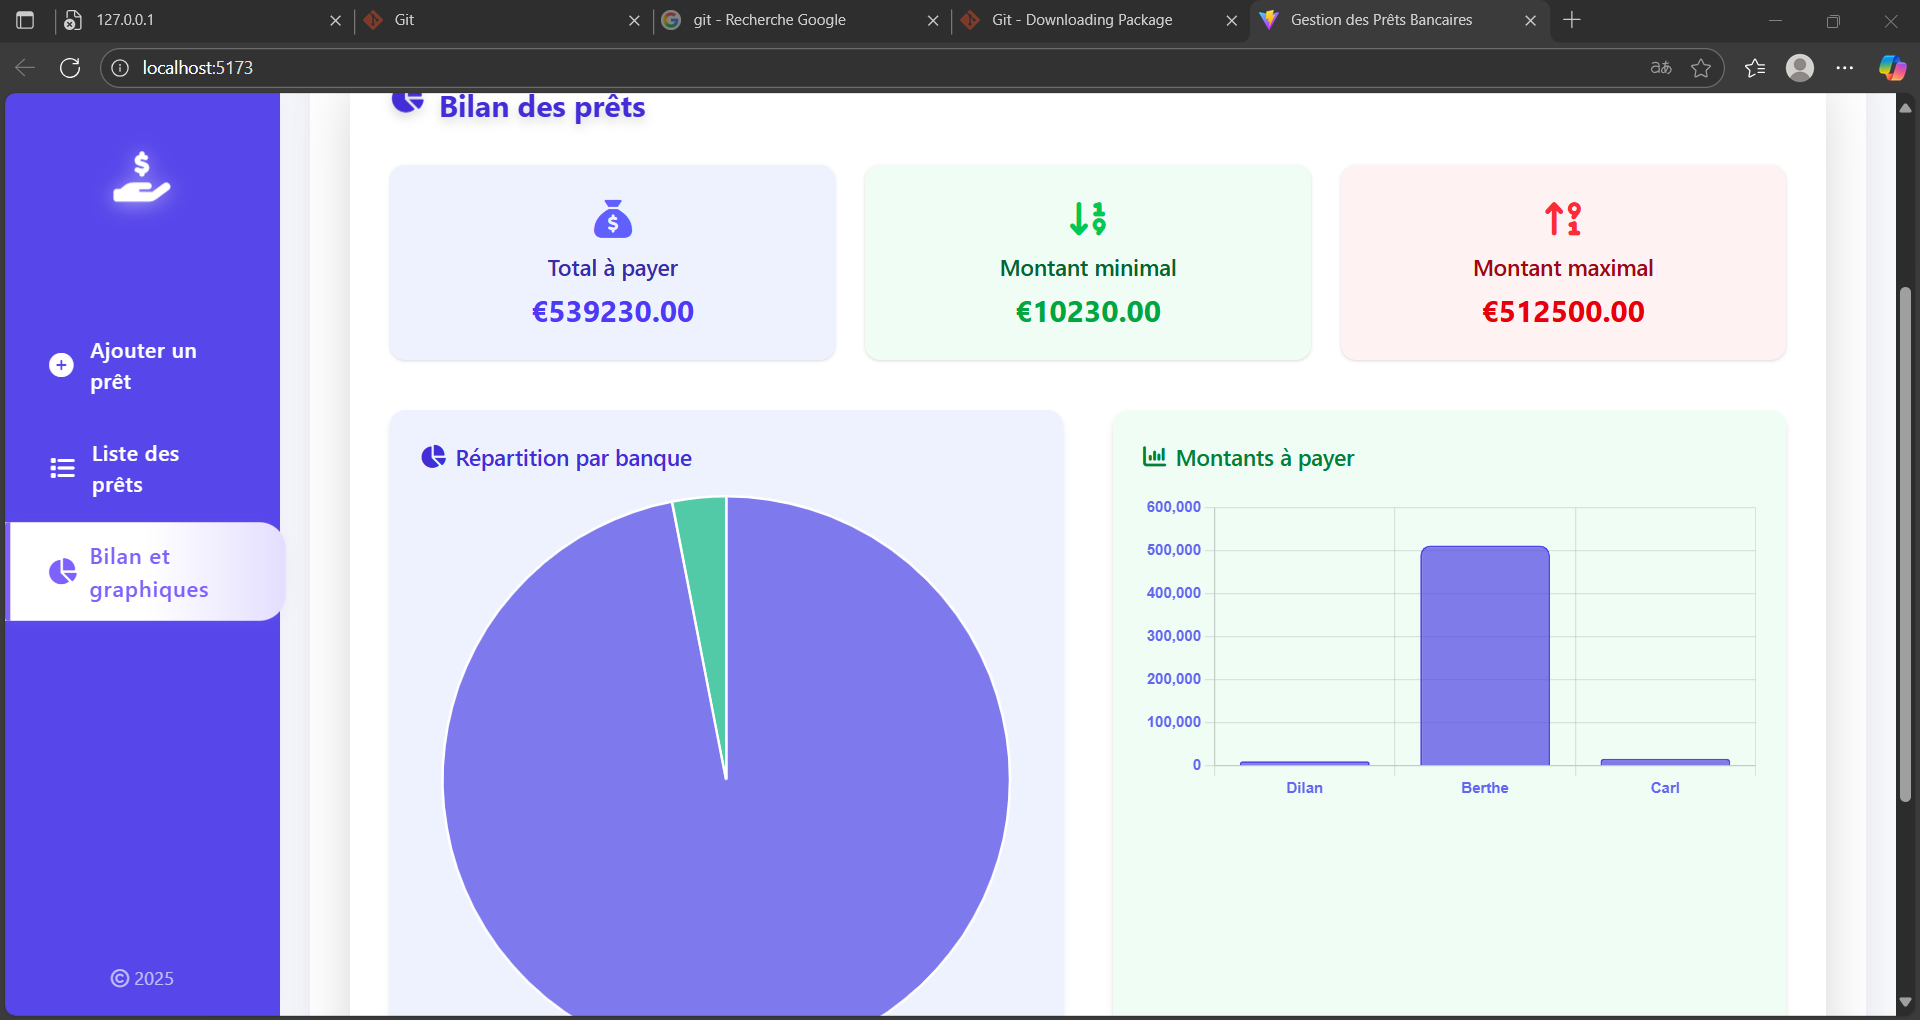 127.0.0.1
Git
git - Recherche Google
Git - Downloading Package
Gestion des Prêts Bancaires
localhost:5173
aあ
Bilan des prêts
Ajouter un
prêt
Liste des
prêts
Bilan et
graphiques
© 2025
Total à payer
€539230.00
Montant minimal
€10230.00
Montant maximal
€512500.00
Répartition par banque
Montants à payer
600,000
500,000
400,000
300,000
200,000
100,000
0
Dilan
Berthe
Carl